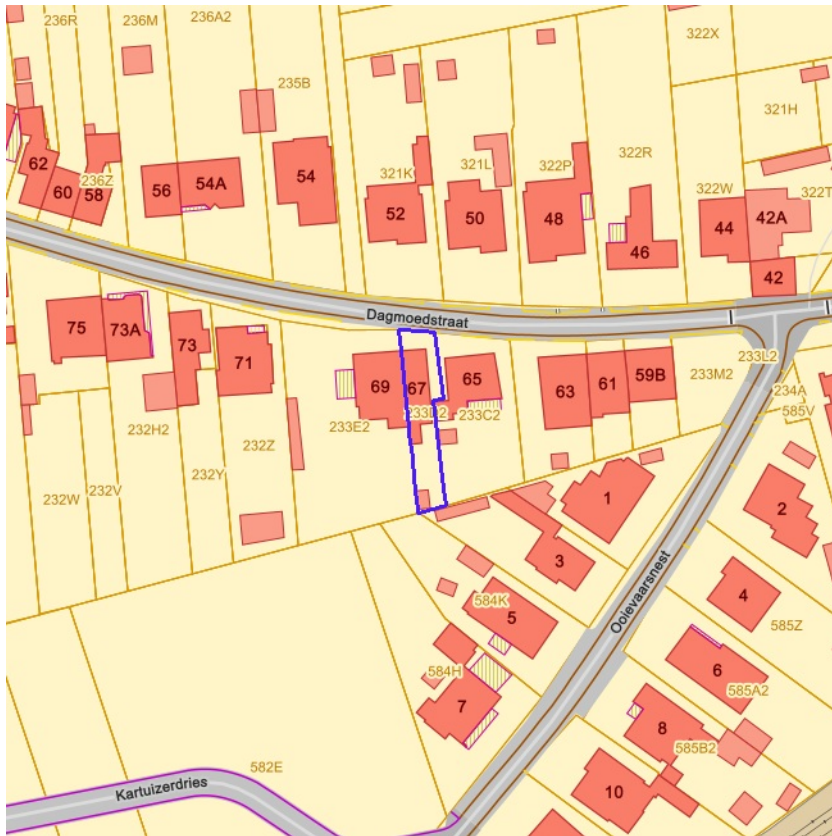 236R
236M
236A2
322X
235B
321H
62
60
58
236Z
56
54A
54
321K
52
321L
50
322P
48
322R
46
322W
44
42A
322T
42
Dagmoedstraat
75
73A
73
71
69
67
65
63
61
59B
233L2
233M2
234A
585V
233D2
233C2
233E2
232H2
232Z
232Y
232V
232W
1
2
3
4
5
584K
585Z
Ooievaarsnest
6
585A2
584H
7
8
585B2
582E
Kartuizerdries
10